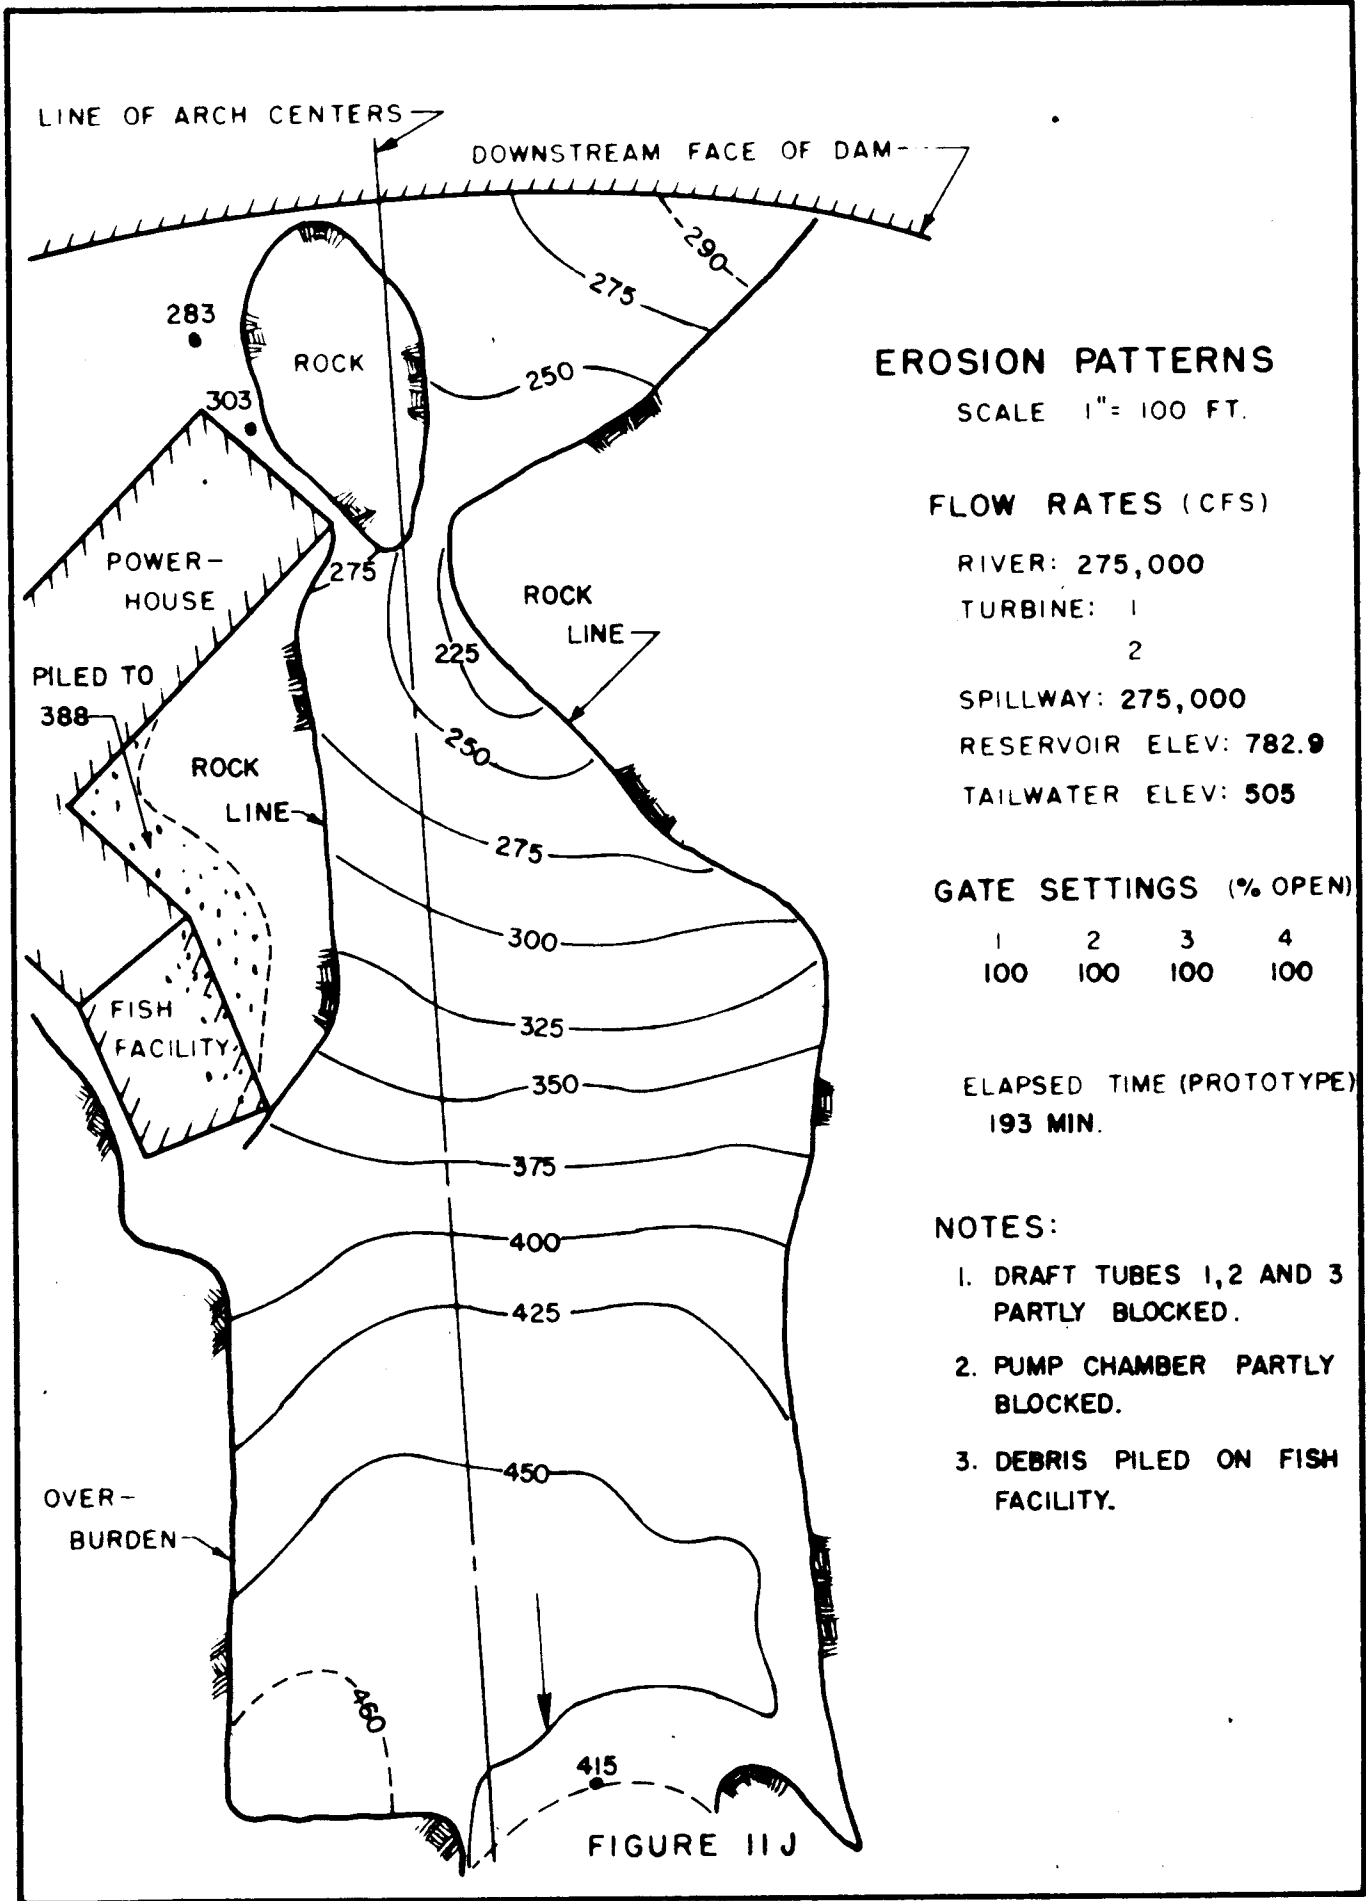 LINE OF ARCH CENTERS
DOWNSTREAM FACE OF DAM
290
275
283
ROCK
250
303
EROSION PATTERNS
SCALE 1"= 100 FT.
FLOW RATES (CFS)
RIVER: 275,000
TURBINE: 1
2
SPILLWAY: 275,000
RESERVOIR ELEV: 782.9
TAILWATER ELEV: 505
GATE SETTINGS (% OPEN)
1 2 3 4
100 100 100 100
ELAPSED TIME (PROTOTYPE)
193 MIN.
NOTES:
1. DRAFT TUBES 1,2 AND 3
PARTLY BLOCKED.
2. PUMP CHAMBER PARTLY
BLOCKED.
3. DEBRIS PILED ON FISH
FACILITY.
POWER-
HOUSE
275
ROCK
LINE
225
PILED TO
388
250
ROCK
LINE
275
300
FISH
FACILITY
325
350
375
400
425
450
OVER-
BURDEN
460
415
FIGURE 11J